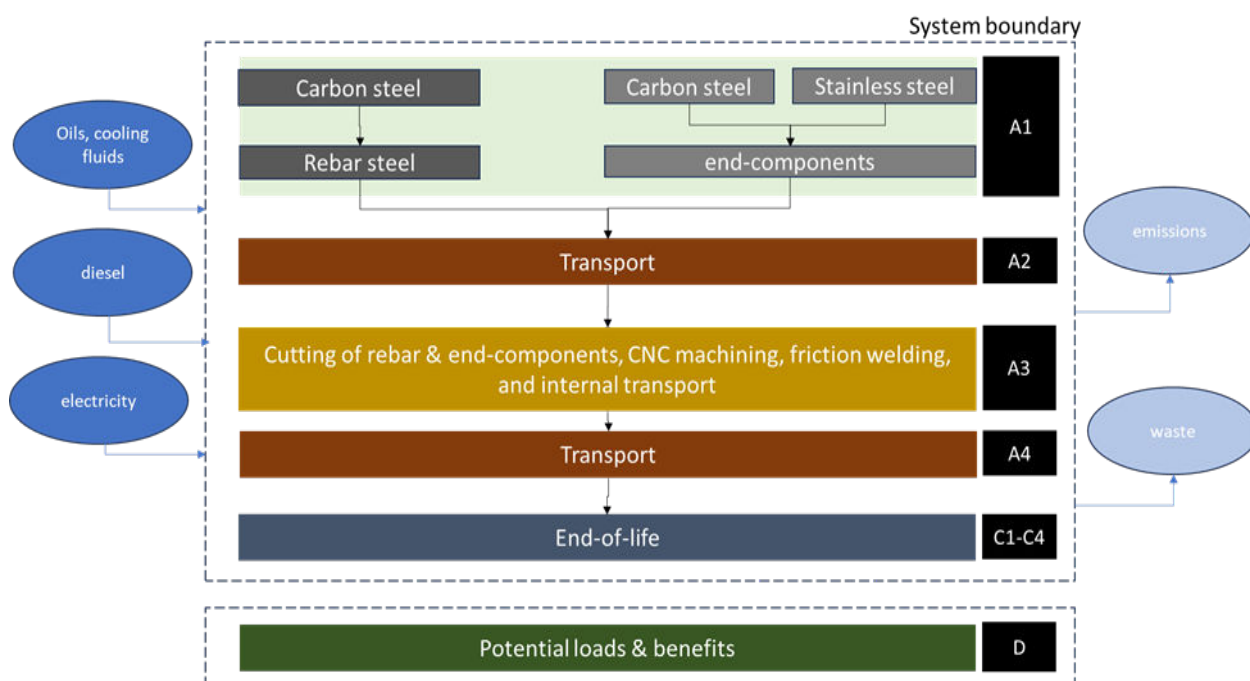 System boundary
Carbon steel
Carbon steel
Stainless steel
A1
Oils, cooling
fluids
Rebar steel
end-components
emissions
Transport
A2
diesel
Cutting of rebar & end-components, CNC machining, friction welding,
and internal transport
A3
electricity
Transport
A4
waste
End-of-life
C1-C4
Potential loads & benefits
D